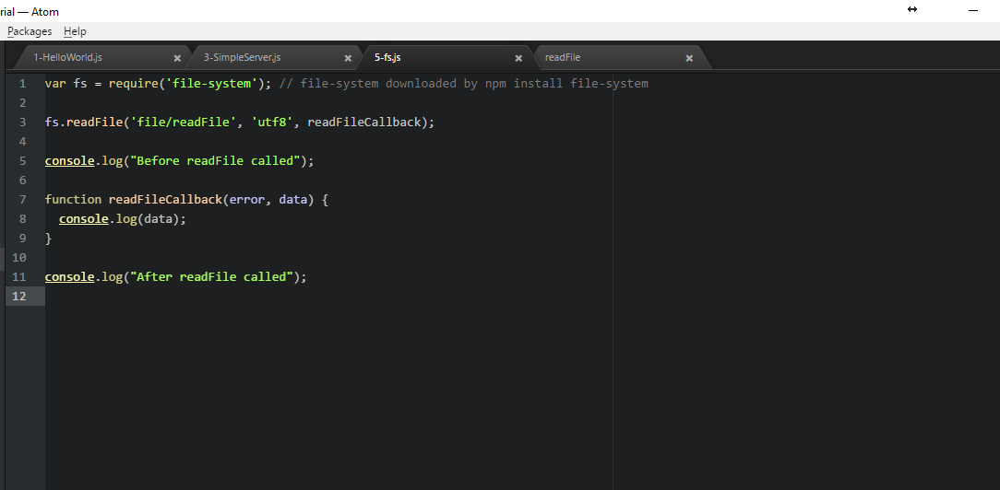 rial — Atom
Packages Help
1-HelloWorld.js 3-SimpleServer.js 5-fs.js readFile
1 var fs = require('file-system'); // file-system downloaded by npm install file-system
2
3 fs.readFile('file/readFile', 'utf8', readFileCallback);
4
5 console.log("Before readFile called");
6
7 function readFileCallback(error, data) {
8 console.log(data);
9 }
10
11 console.log("After readFile called");
12